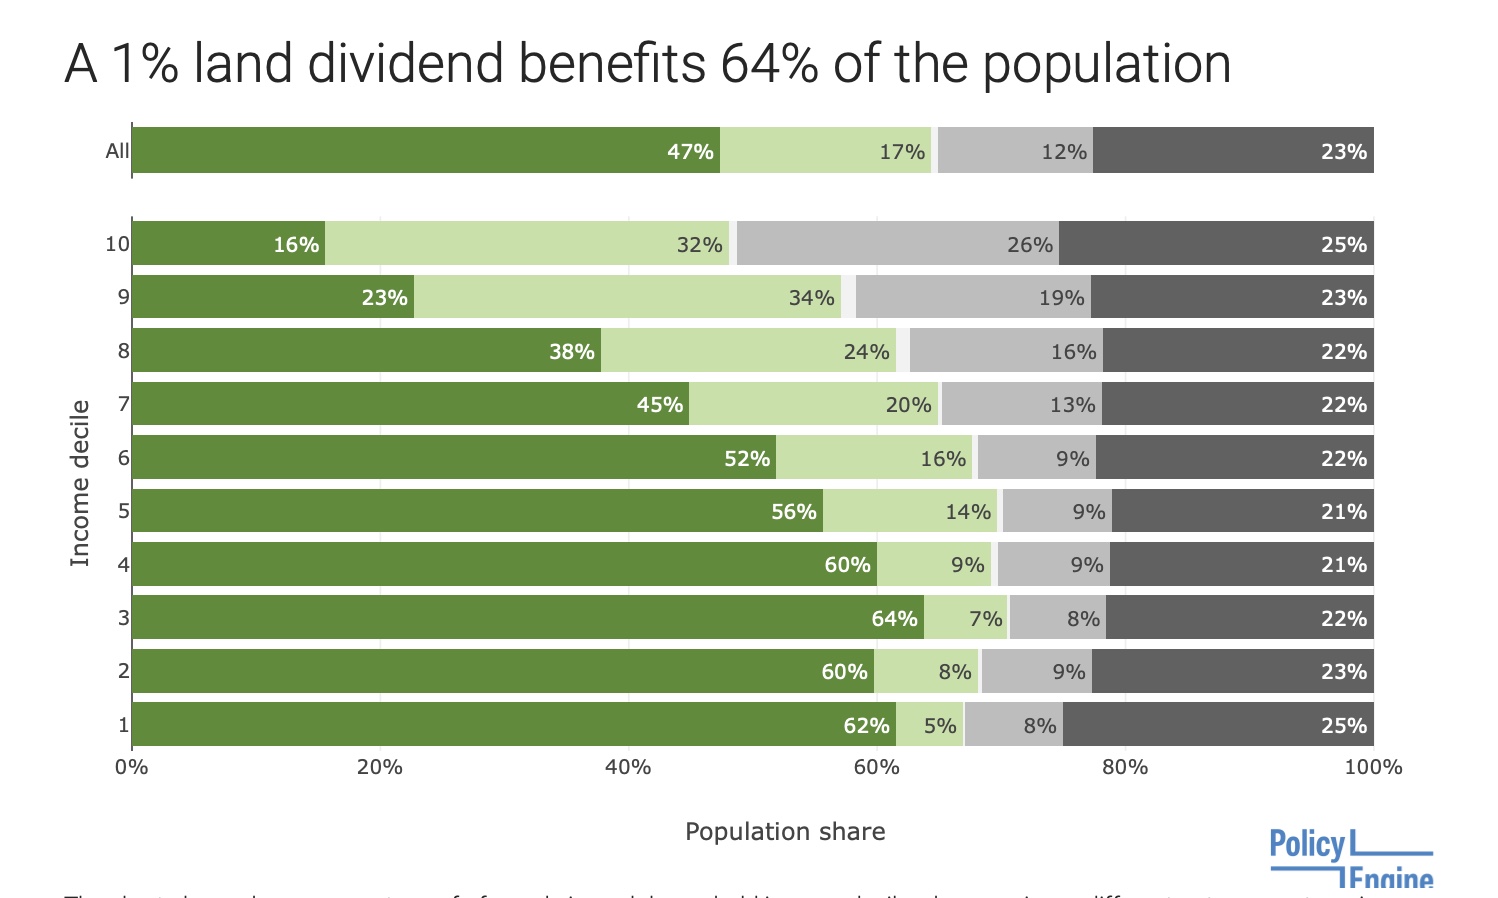 A 1% land dividend benefits 64% of the population
All 47% 17% 12% 23%
10 16% 32% 26% 25%
9 23% 34% 19% 23%
8 38% 24% 16% 22%
7 45% 20% 13% 22%
6 52% 16% 9% 22%
5 56% 14% 9% 21%
4 60% 9% 9% 21%
3 64% 7% 8% 22%
2 60% 8% 9% 23%
1 62% 5% 8% 25%
Income decile
0% 20% 40% 60% 80% 100%
Population share
Policy
Engine